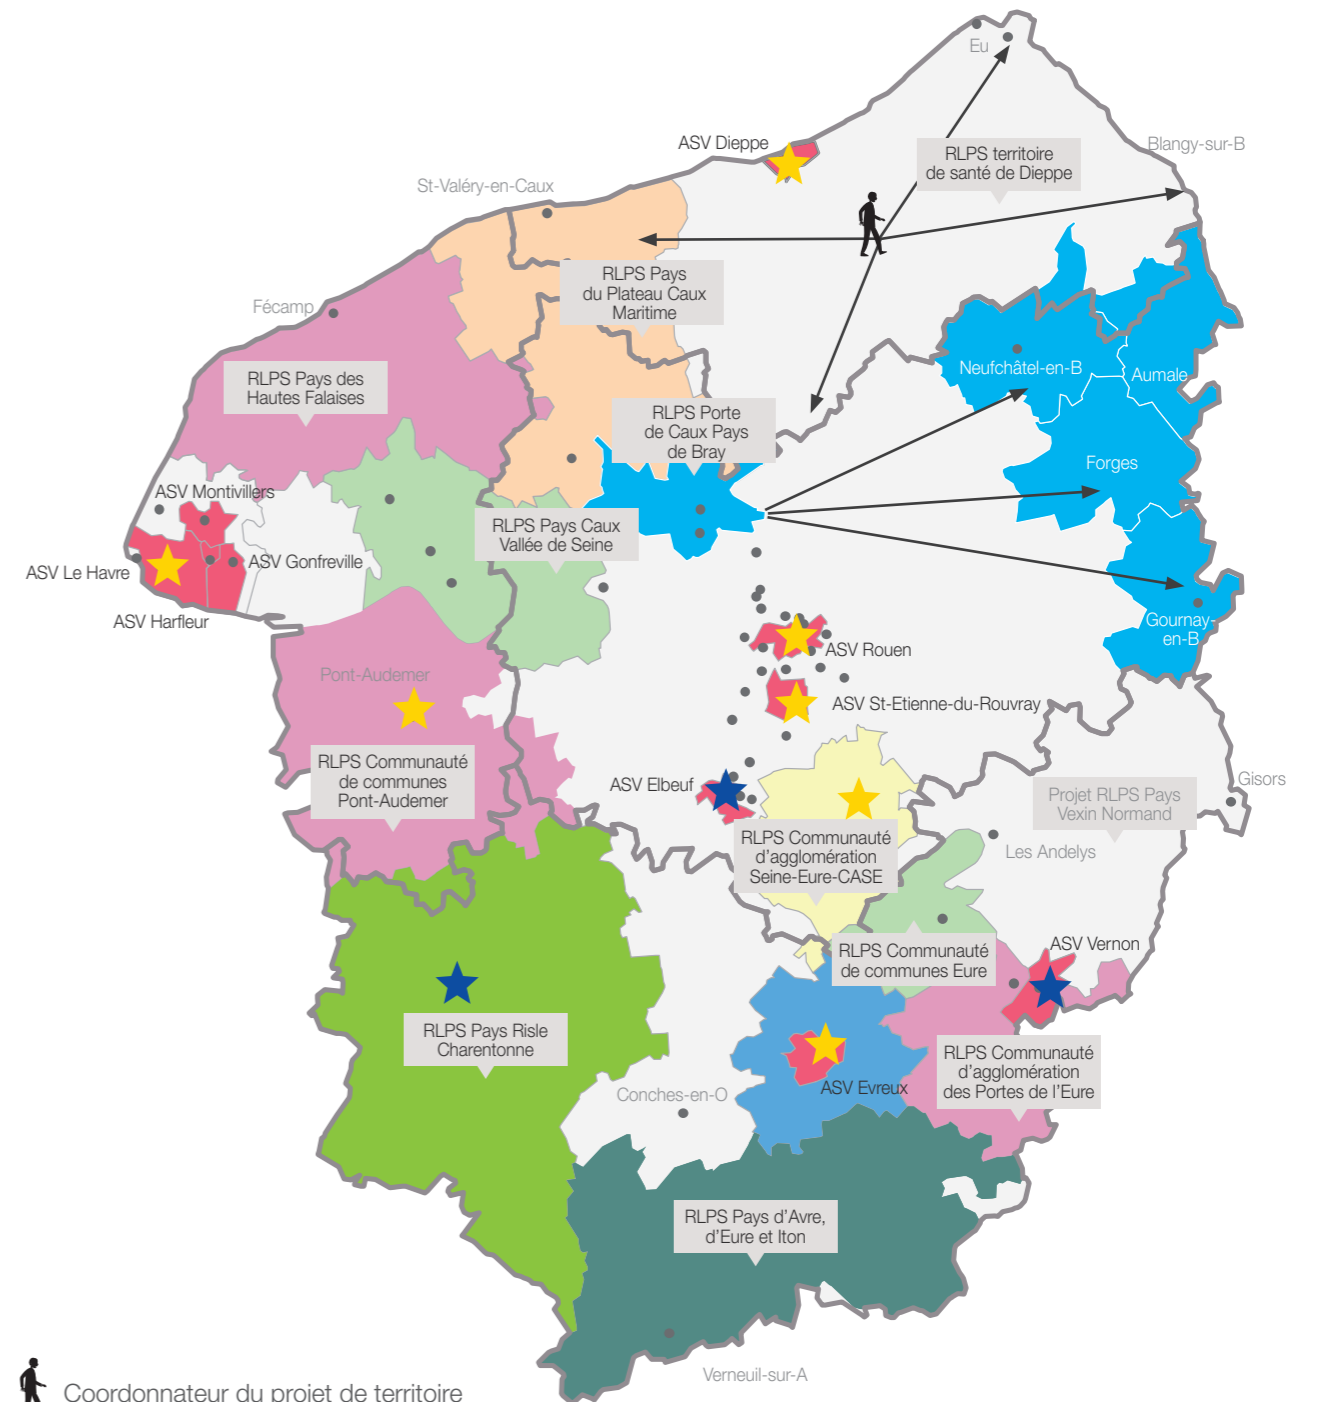 Eu
ASV Dieppe
Blangy-sur-B
RLPS territoire
de santé de Dieppe
St-Valéry-en-Caux
RLPS Pays
du Plateau Caux
Maritime
Fécamp
Neufchâtel-en-B
Aumale
RLPS Pays des
Hautes Falaises
RLPS Porte
de Caux Pays
de Bray
Forges
ASV Montivillers
RLPS Pays Caux
Vallée de Seine
ASV Le Havre
ASV Gonfreville
ASV Harfleur
Gournay-
en-B
ASV Rouen
Pont-Audemer
ASV St-Etienne-du-Rouvray
RLPS Communauté
de communes
Pont-Audemer
ASV Elbeuf
Gisors
Projet RLPS Pays
Vexin Normand
RLPS Communauté
d'agglomération
Seine-Eure-CASE
Les Andelys
RLPS Communauté
de communes Eure
ASV Vernon
RLPS Pays Risle
Charentonne
RLPS Communauté
d'agglomération
des Portes de l'Eure
Conches-en-O
ASV Evreux
RLPS Pays d'Avre,
d'Eure et Iton
Verneuil-sur-A
Coordonnateur du projet de territoire